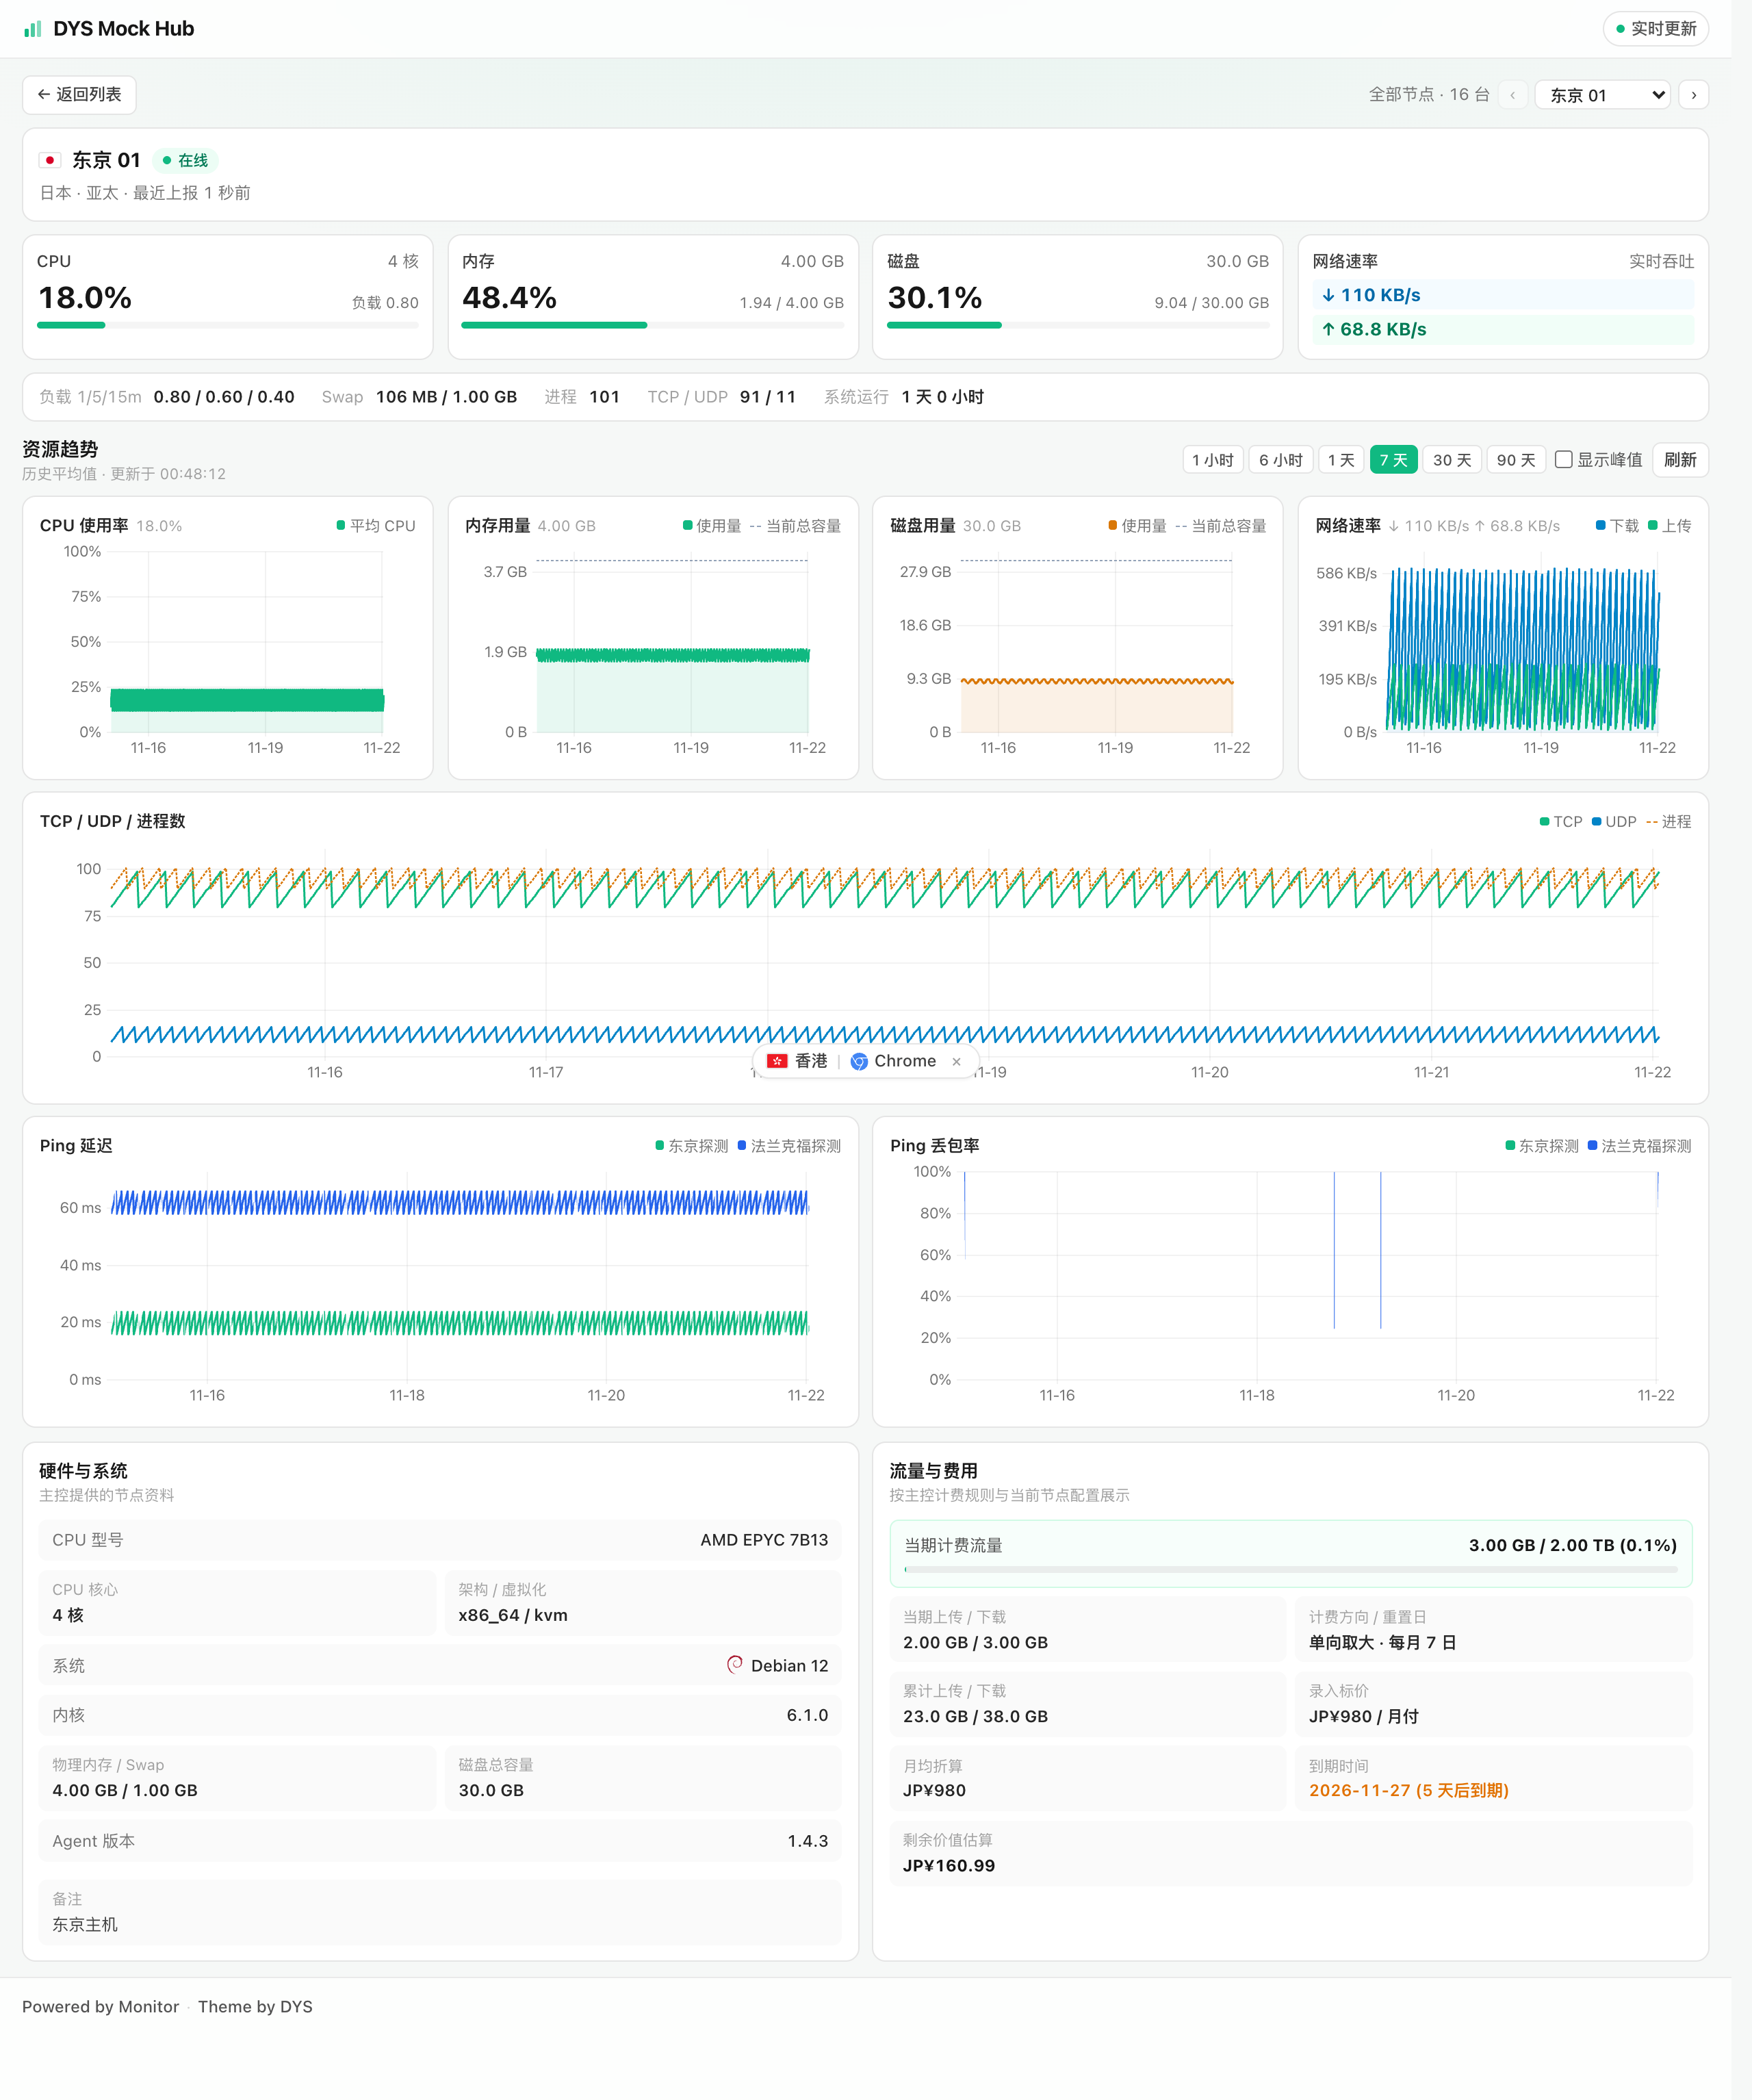 DYS Mock Hub
实时更新
← 返回列表
全部节点 · 16 台
‹
东京 01
›
东京 01
在线
日本 · 亚太 · 最近上报 1 秒前
CPU
4 核
18.0%
负载 0.80
内存
4.00 GB
48.4%
1.94 / 4.00 GB
磁盘
30.0 GB
30.1%
9.04 / 30.00 GB
网络速率
实时吞吐
↓ 110 KB/s
↑ 68.8 KB/s
负载 1/5/15m 0.80 / 0.60 / 0.40 Swap 106 MB / 1.00 GB 进程 101 TCP / UDP 91 / 11 系统运行 1 天 0 小时
资源趋势
历史平均值 · 更新于 00:48:12
1 小时
6 小时
1 天
7 天
30 天
90 天
显示峰值
刷新
CPU 使用率 18.0%
平均 CPU
100%
75%
50%
25%
0%
11-16 11-19 11-22
内存用量 4.00 GB
使用量 -- 当前总容量
3.7 GB
1.9 GB
0 B
11-16 11-19 11-22
磁盘用量 30.0 GB
使用量 -- 当前总容量
27.9 GB
18.6 GB
9.3 GB
0 B
11-16 11-19 11-22
网络速率 ↓ 110 KB/s ↑ 68.8 KB/s
下载 上传
586 KB/s
391 KB/s
195 KB/s
0 B/s
11-16 11-19 11-22
TCP / UDP / 进程数
TCP UDP -- 进程
100
75
50
25
0
11-16 11-17 11-19 11-20 11-21 11-22
香港 | Chrome ×
Ping 延迟
东京探测 法兰克福探测
60 ms
40 ms
20 ms
0 ms
11-16 11-18 11-20 11-22
Ping 丢包率
东京探测 法兰克福探测
100%
80%
60%
40%
20%
0%
11-16 11-18 11-20 11-22
硬件与系统
主控提供的节点资料
CPU 型号
AMD EPYC 7B13
CPU 核心
4 核
架构 / 虚拟化
x86_64 / kvm
系统
Debian 12
内核
6.1.0
物理内存 / Swap
4.00 GB / 1.00 GB
磁盘总容量
30.0 GB
Agent 版本
1.4.3
备注
东京主机
流量与费用
按主控计费规则与当前节点配置展示
当期计费流量
3.00 GB / 2.00 TB (0.1%)
当期上传 / 下载
2.00 GB / 3.00 GB
计费方向 / 重置日
单向取大 · 每月 7 日
累计上传 / 下载
23.0 GB / 38.0 GB
录入标价
JP¥980 / 月付
月均折算
JP¥980
到期时间
2026-11-27 (5 天后到期)
剩余价值估算
JP¥160.99
Powered by Monitor · Theme by DYS